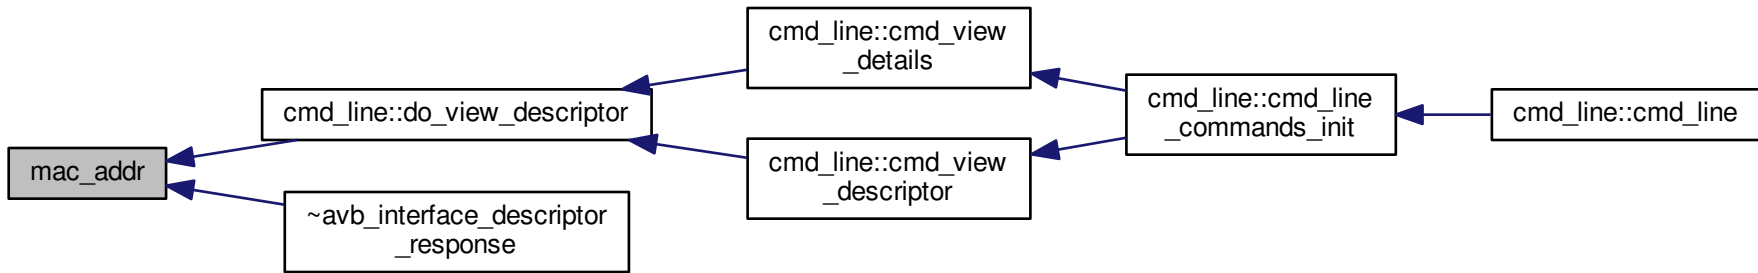 mac_addr
cmd_line::do_view_descriptor
~avb_interface_descriptor
_response
cmd_line::cmd_view
_details
cmd_line::cmd_view
_descriptor
cmd_line::cmd_line
_commands_init
cmd_line::cmd_line